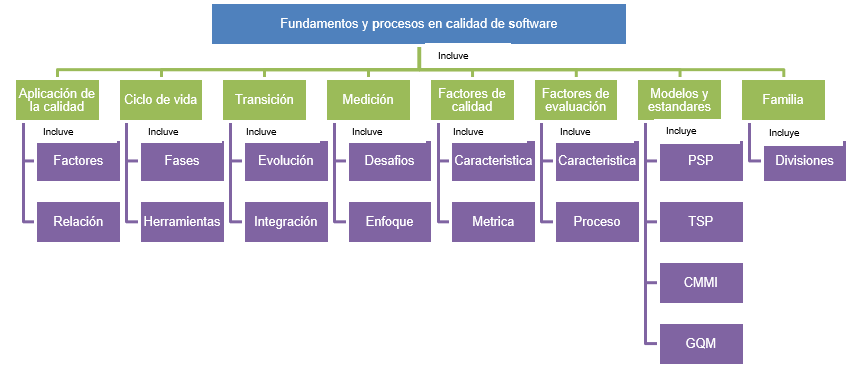 Fundamentos y procesos en calidad de software
Incluve
Aplicación de
la calidad
Ciclo de vida
Transición
Medición
Factores
de calidad
Factores de
evaluación
Modelos y
estandares
Familia
Incluve
Incluve
Incluve
Incluve
Incluve
Incluve
Incluye
Incluye
Factores
Fases
Evolución
Desafios
Caracteristica
Caracteristica
PSP
Divisiones
Relación
Herramientas
Integración
Enfoque
Metrica
Proceso
TSP
CMMI
GQM